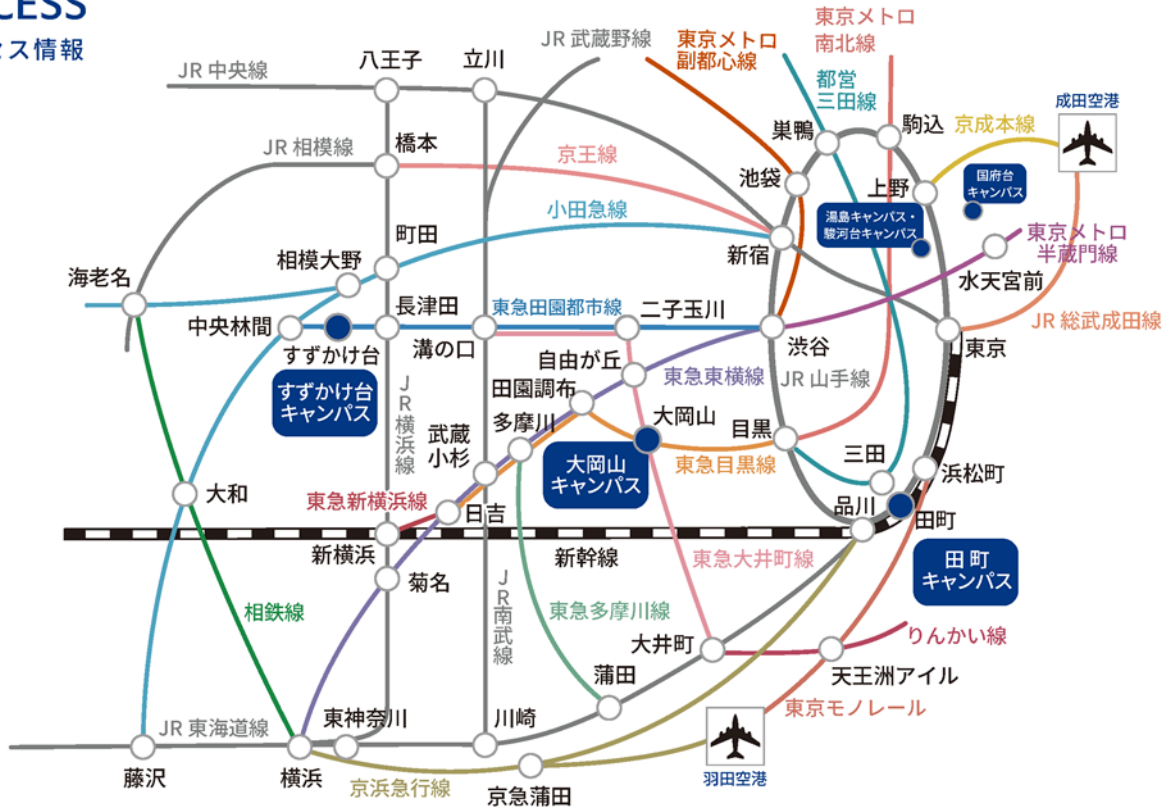 CESS
ス情報
JR 中央線
八王子
立川
JR 武蔵野線
東京メトロ
副都心線
東京メトロ
南北線
都営
三田線
巣鴨
駒込
京成本線
成田空港
橋本
JR 相模線
京王線
池袋
上野
国府台
キャンパス
湯島キャンパス・
駿河台キャンパス
小田急線
町田
相模大野
新宿
東京メトロ
半蔵門線
水天宮前
海老名
中央林間
長津田
東急田園都市線
二子玉川
JR 総武成田線
すずかけ台
溝の口
渋谷
東京
すずかけ台
キャンパス
自由が丘
東急東横線
JR 山手線
田園調布
JR横浜線
多摩川
大岡山
目黒
武蔵
小杉
大岡山
キャンパス
東急目黒線
三田
浜松町
大和
東急新横浜線
日吉
品川
田町
新横浜
新幹線
東急大井町線
田町
キャンパス
菊名
相鉄線
JR南武線
東急多摩川線
大井町
りんかい線
蒲田
天王洲アイル
東京モノレール
JR 東海道線
東神奈川
川崎
藤沢
横浜
京浜急行線
京急蒲田
羽田空港